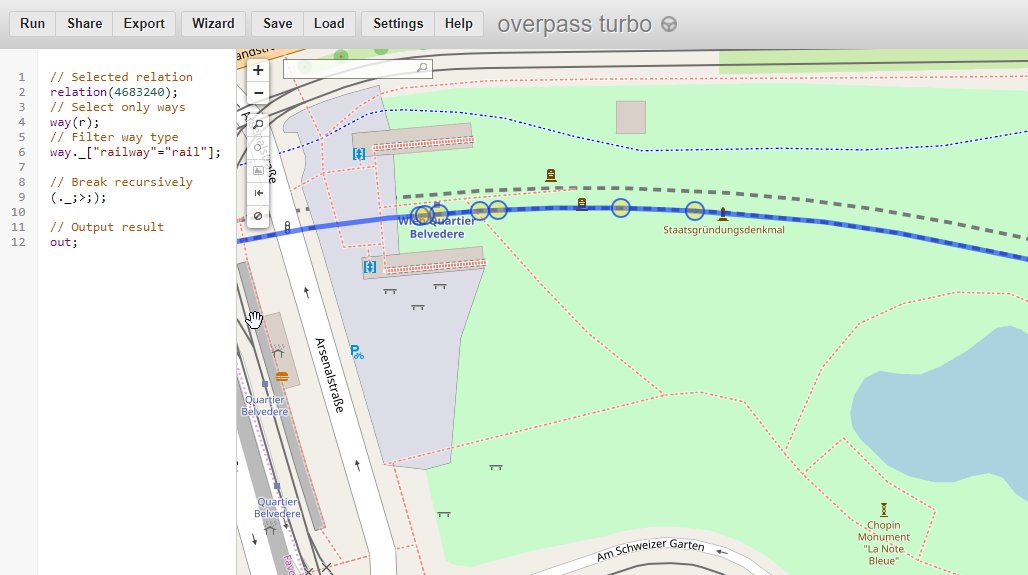 Run
Share
Export
Wizard
Save
Load
Settings
Help
overpass turbo
1 // Selected relation
2 relation(4683240);
3 // Select only ways
4 way(r);
5 // Filter way type
6 way._["railway"="rail"];
7
8 // Break recursively
9 (._;>;);
10
11 // Output result
12 out;
+
−
Wien Quartier
Belvedere
Staatsgründungsdenkmal
Arsenalstraße
P
Quartier
Belvedere
Quartier
Belvedere
Am Schweizer Garten
Chopin
Monument
"La Note
Bleue"